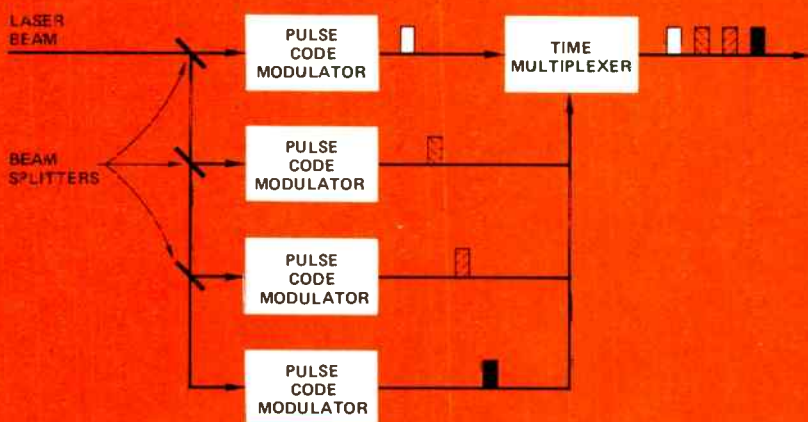 LASER
BEAM
PULSE
CODE
MODULATOR
TIME
MULTIPLEXER
BEAM
SPLITTERS
PULSE
CODE
MODULATOR
PULSE
CODE
MODULATOR
PULSE
CODE
MODULATOR